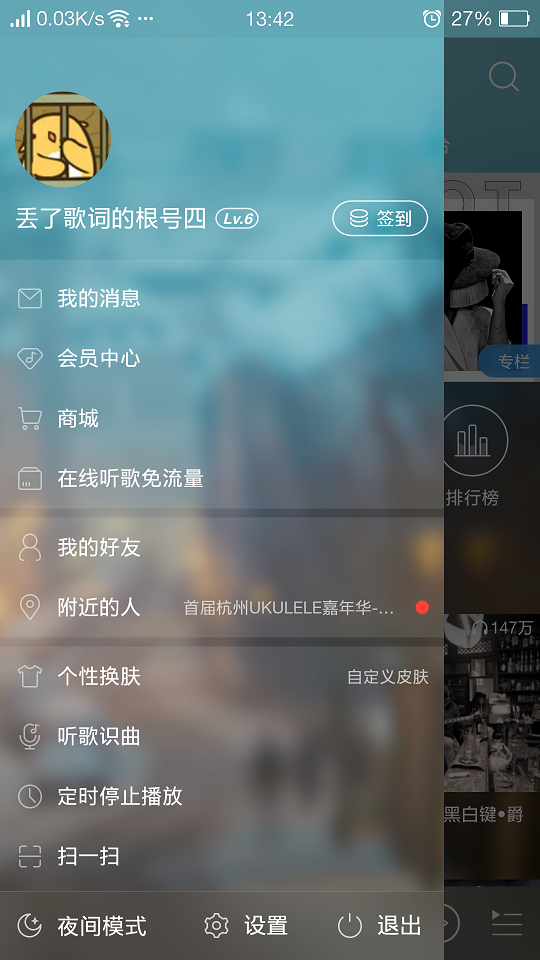 0.03K/s 13:42 27%
丢了歌词的根号四 Lv.6 签到
我的消息
会员中心
专栏
商城
在线听歌免流量
排行榜
我的好友
附近的人 首届杭州UKULELE嘉年华-...
147万
个性换肤 自定义皮肤
听歌识曲
定时停止播放
黑白键•爵
扫一扫
夜间模式 设置 退出